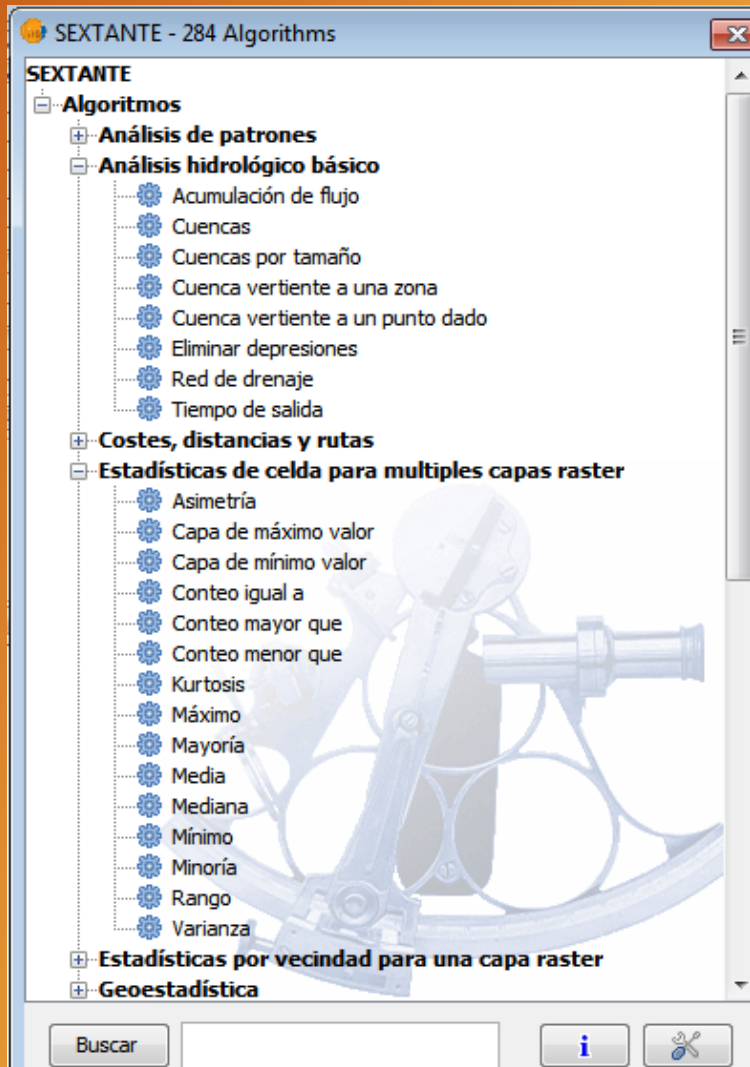 SEXTANTE - 284 Algorithms
SEXTANTE
Algoritmos
Análisis de patrones
Análisis hidrológico básico
Acumulación de flujo
Cuencas
Cuencas por tamaño
Cuenca vertiente a una zona
Cuenca vertiente a un punto dado
Eliminar depresiones
Red de drenaje
Tiempo de salida
Costes, distancias y rutas
Estadísticas de celda para multiples capas raster
Asimetría
Capa de máximo valor
Capa de mínimo valor
Conteo igual a
Conteo mayor que
Conteo menor que
Kurtosis
Máximo
Mayoría
Media
Mediana
Mínimo
Minoría
Rango
Varianza
Estadísticas por vecindad para una capa raster
Geoestadística
Buscar